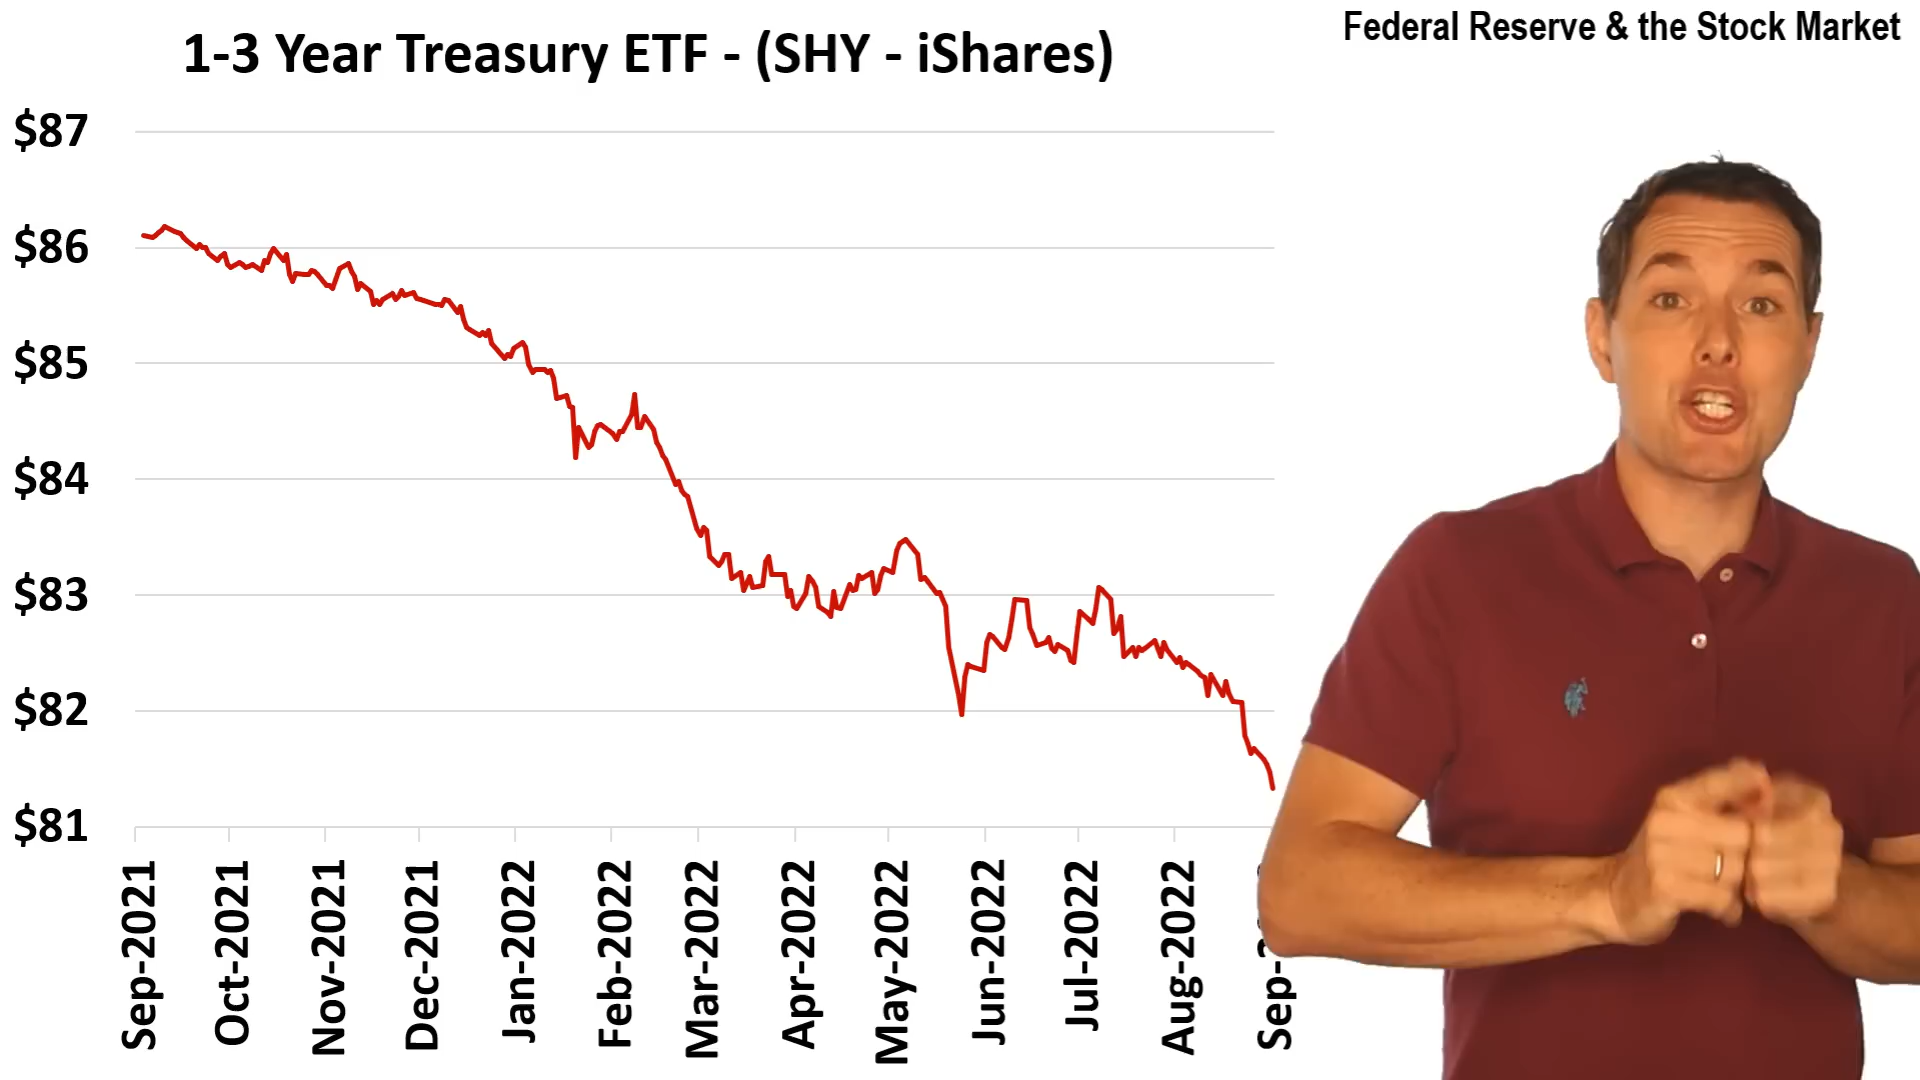 1-3 Year Treasury ETF - (SHY - iShares)
Federal Reserve & the Stock Market
$87
$86
$85
$84
$83
$82
$81
Sep-2021
Oct-2021
Nov-2021
Dec-2021
Jan-2022
Feb-2022
Mar-2022
Apr-2022
May-2022
Jun-2022
Jul-2022
Aug-2022